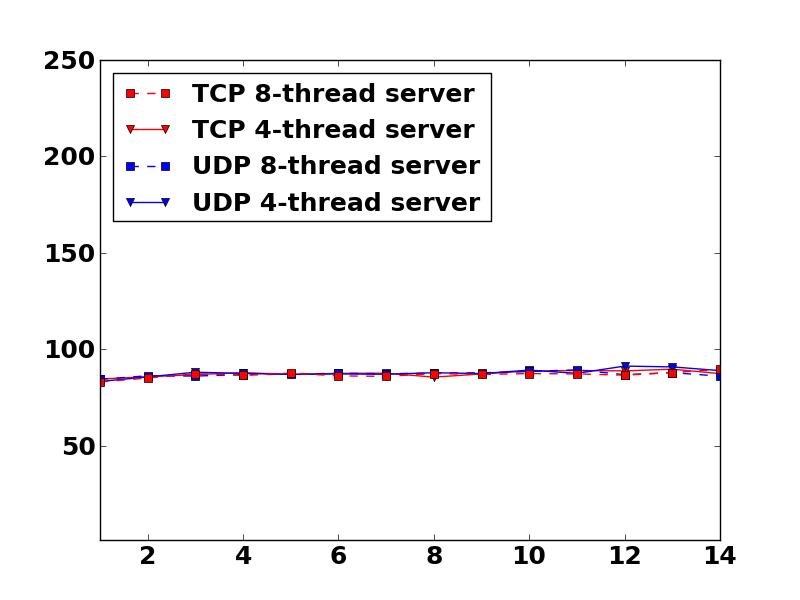 250
200
150
100
50
TCP 8-thread server
TCP 4-thread server
UDP 8-thread server
UDP 4-thread server
2 4 6 8 10 12 14